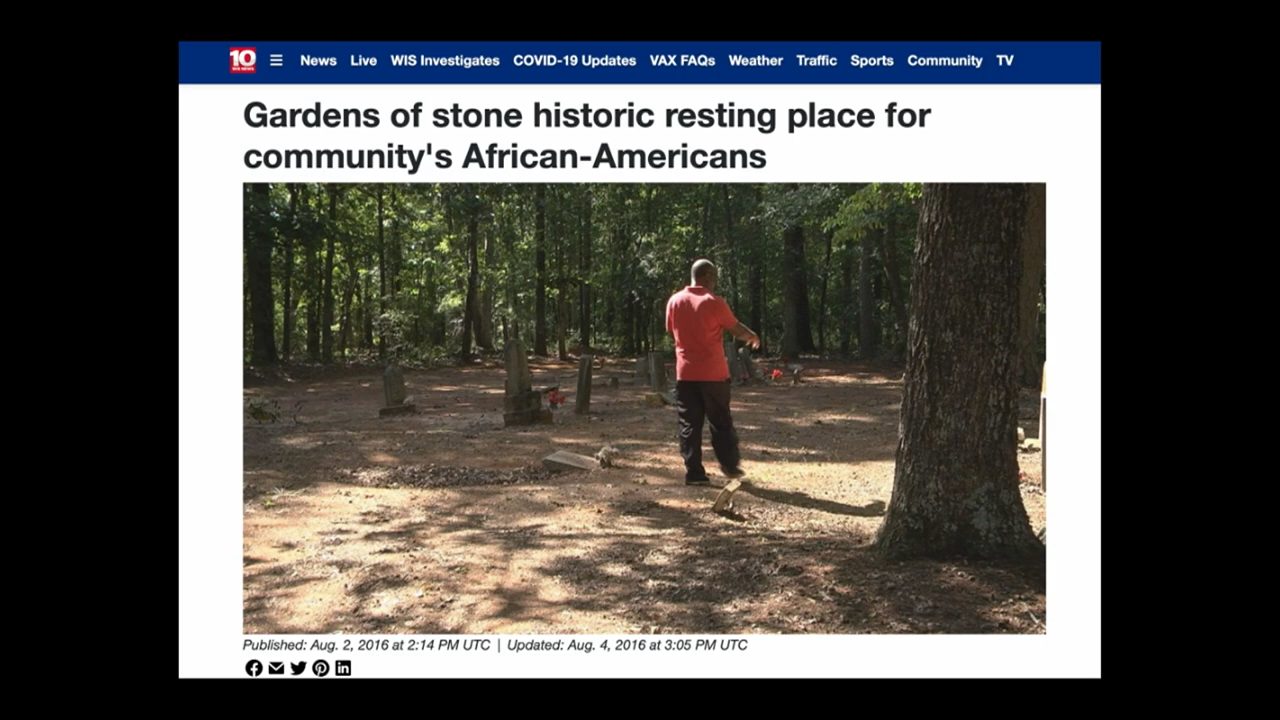 10
WIS NEWS
News Live WIS Investigates COVID-19 Updates VAX FAQs Weather Traffic Sports Community TV
Gardens of stone historic resting place for
community's African-Americans
Published: Aug. 2, 2016 at 2:14 PM UTC | Updated: Aug. 4, 2016 at 3:05 PM UTC